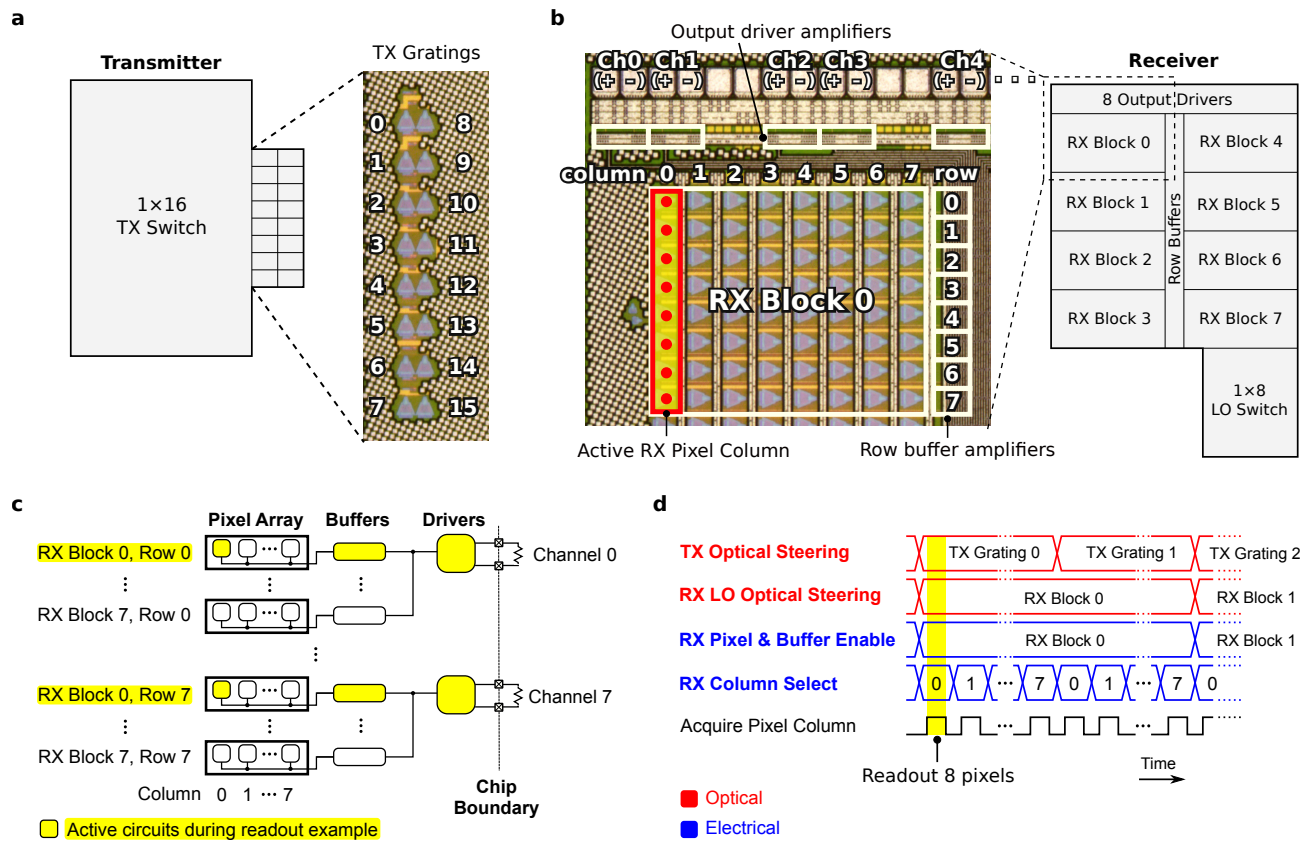 a
Transmitter
TX Gratings
1×16
TX Switch
0 8
1 9
2 10
3 11
4 12
5 13
6 14
7 15
b
Output driver amplifiers
Ch0 Ch1 Ch2 Ch3 Ch4
(+ -) (+ -) (+ -) (+ -) (+ -)
column 0 1 2 3 4 5 6 7 row
0
1
2
3
4
5
6
7
RX Block 0
Active RX Pixel Column
Row buffer amplifiers
Receiver
8 Output Drivers
RX Block 0
RX Block 4
RX Block 1
RX Block 5
RX Block 2
RX Block 6
RX Block 3
RX Block 7
Row Buffers
1×8
LO Switch
c
Pixel Array Buffers Drivers
RX Block 0, Row 0
Channel 0
RX Block 7, Row 0
RX Block 0, Row 7
Channel 7
RX Block 7, Row 7
Column 0 1 ··· 7
Chip
Boundary
Active circuits during readout example
d
TX Optical Steering
TX Grating 0 TX Grating 1 TX Grating 2
RX LO Optical Steering
RX Block 0 RX Block 1
RX Pixel & Buffer Enable
RX Block 0 RX Block 1
RX Column Select
0 1 ··· 7 0 1 ··· 7 0
Acquire Pixel Column
Readout 8 pixels
Time
Optical
Electrical